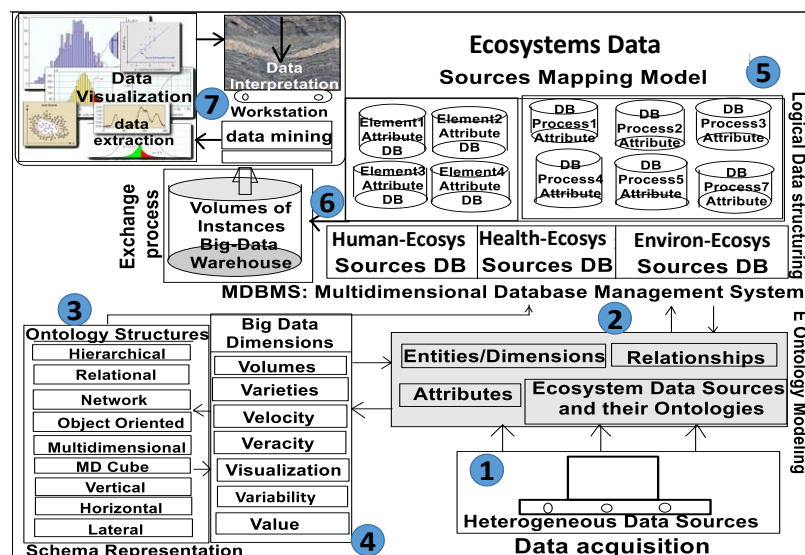 Ecosystems Data
Sources Mapping Model
5
Data
Visualization
7
data
extraction
Data
Interpretation
Workstation
data mining
Element1
Attribute
DB
Element2
Attribute
DB
Element3
Attribute
DB
Element4
Attribute
DB
DB
Process1
Attribute
DB
Process2
Attribute
DB
Process3
Attribute
DB
Process4
Attribute
DB
Process5
Attribute
DB
Process7
Attribute
Logical Data structuring
Exchange
process
6
Volumes of
Instances
Big-Data
Warehouse
Human-Ecosys
Sources DB
Health-Ecosys
Sources DB
Environ-Ecosys
Sources DB
MDBMS: Multidimensional Database Management System
3
Ontology Structures
Hierarchical
Relational
Network
Object Oriented
Multidimensional
MD Cube
Vertical
Horizontal
Lateral
Schema Representation
Big Data
Dimensions
Volumes
Varieties
Velocity
Veracity
Visualization
Variability
Value
4
2
Entities/Dimensions
Relationships
Attributes
Ecosystem Data Sources
and their Ontologies
E Ontology Modeling
1
Heterogeneous Data Sources
Data acquisition